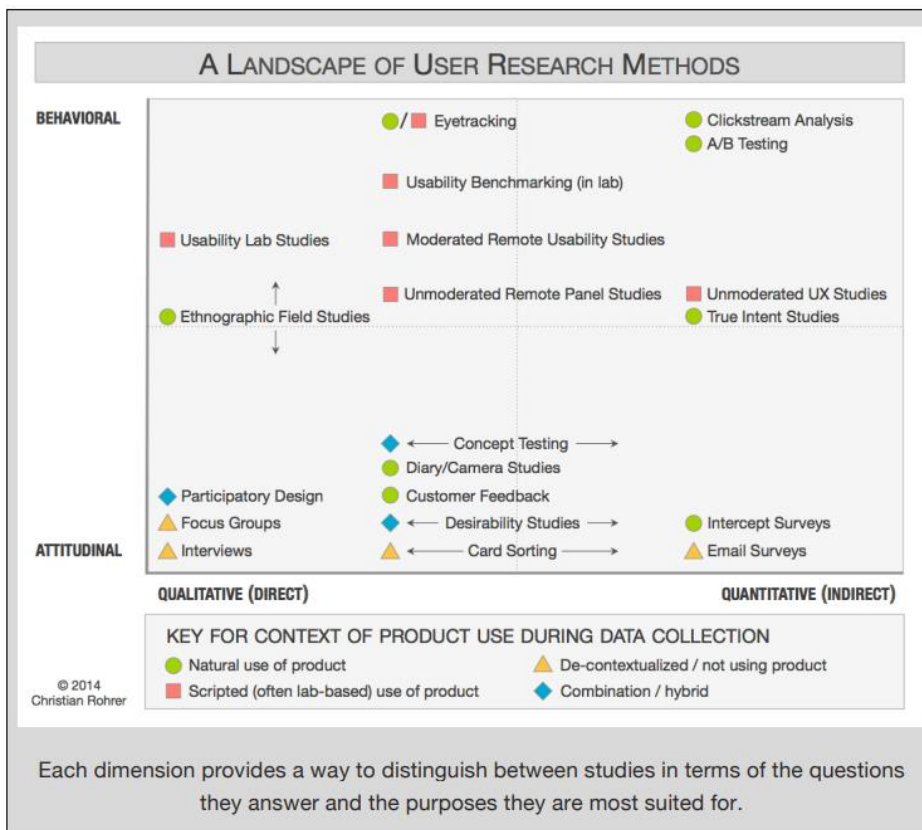 A LANDSCAPE OF USER RESEARCH METHODS
BEHAVIORAL
/ Eyetracking
Clickstream Analysis
A/B Testing
Usability Benchmarking (in lab)
Usability Lab Studies
Moderated Remote Usability Studies
Unmoderated Remote Panel Studies
Unmoderated UX Studies
Ethnographic Field Studies
True Intent Studies
Concept Testing
Diary/Camera Studies
Participatory Design
Customer Feedback
Focus Groups
Desirability Studies
Intercept Surveys
ATTITUDINAL
Interviews
Card Sorting
Email Surveys
QUALITATIVE (DIRECT)
QUANTITATIVE (INDIRECT)
KEY FOR CONTEXT OF PRODUCT USE DURING DATA COLLECTION
Natural use of product
De-contextualized / not using product
Scripted (often lab-based) use of product
Combination / hybrid
© 2014
Christian Rohrer
Each dimension provides a way to distinguish between studies in terms of the questions
they answer and the purposes they are most suited for.